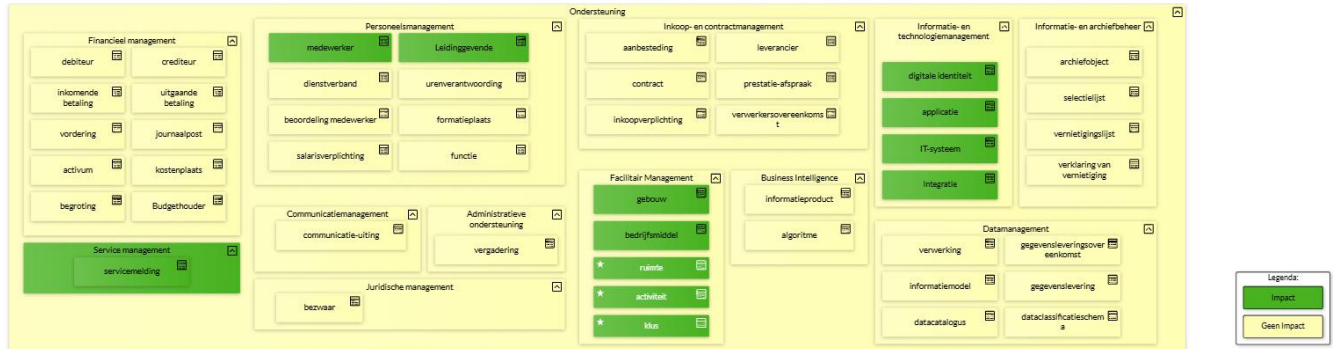 Ondersteuning
Financieel management
debiteur
crediteur
inkomende
betaling
uitgaande
betaling
vordering
journaalpost
activum
kostenplaats
begroting
Budgethouder
Service management
servicemelding
Personeelsmanagement
medewerker
Leidinggevende
dienstverband
urenverantwoording
beoordeling medewerker
formatieplaats
salarisverplichting
functie
Communicatiemanagement
communicatie-uiting
Administratieve
ondersteuning
vergadering
Juridische management
bezwaar
Inkoop- en contractmanagement
aanbesteding
leverancier
contract
prestatie-afspraak
inkoopverplichting
verwerkersovereenkoms
t
Facilitair Management
gebouw
bedrijfsmiddel
ruimte
activiteit
klus
Business Intelligence
informatieproduct
algoritme
Informatie- en
technologiemanagement
digitale identiteit
applicatie
IT-systeem
Integratie
Informatie- en archiefbeheer
archiefobject
selectielijst
vernietigingslijst
verklaring van
vernietiging
Datamanagement
verwerking
gegevensleveringsover
eenkomst
informatiemodel
gegevenslevering
datacatalogus
dataclassificatieschem
a
Legenda:
Impact
Geen Impact